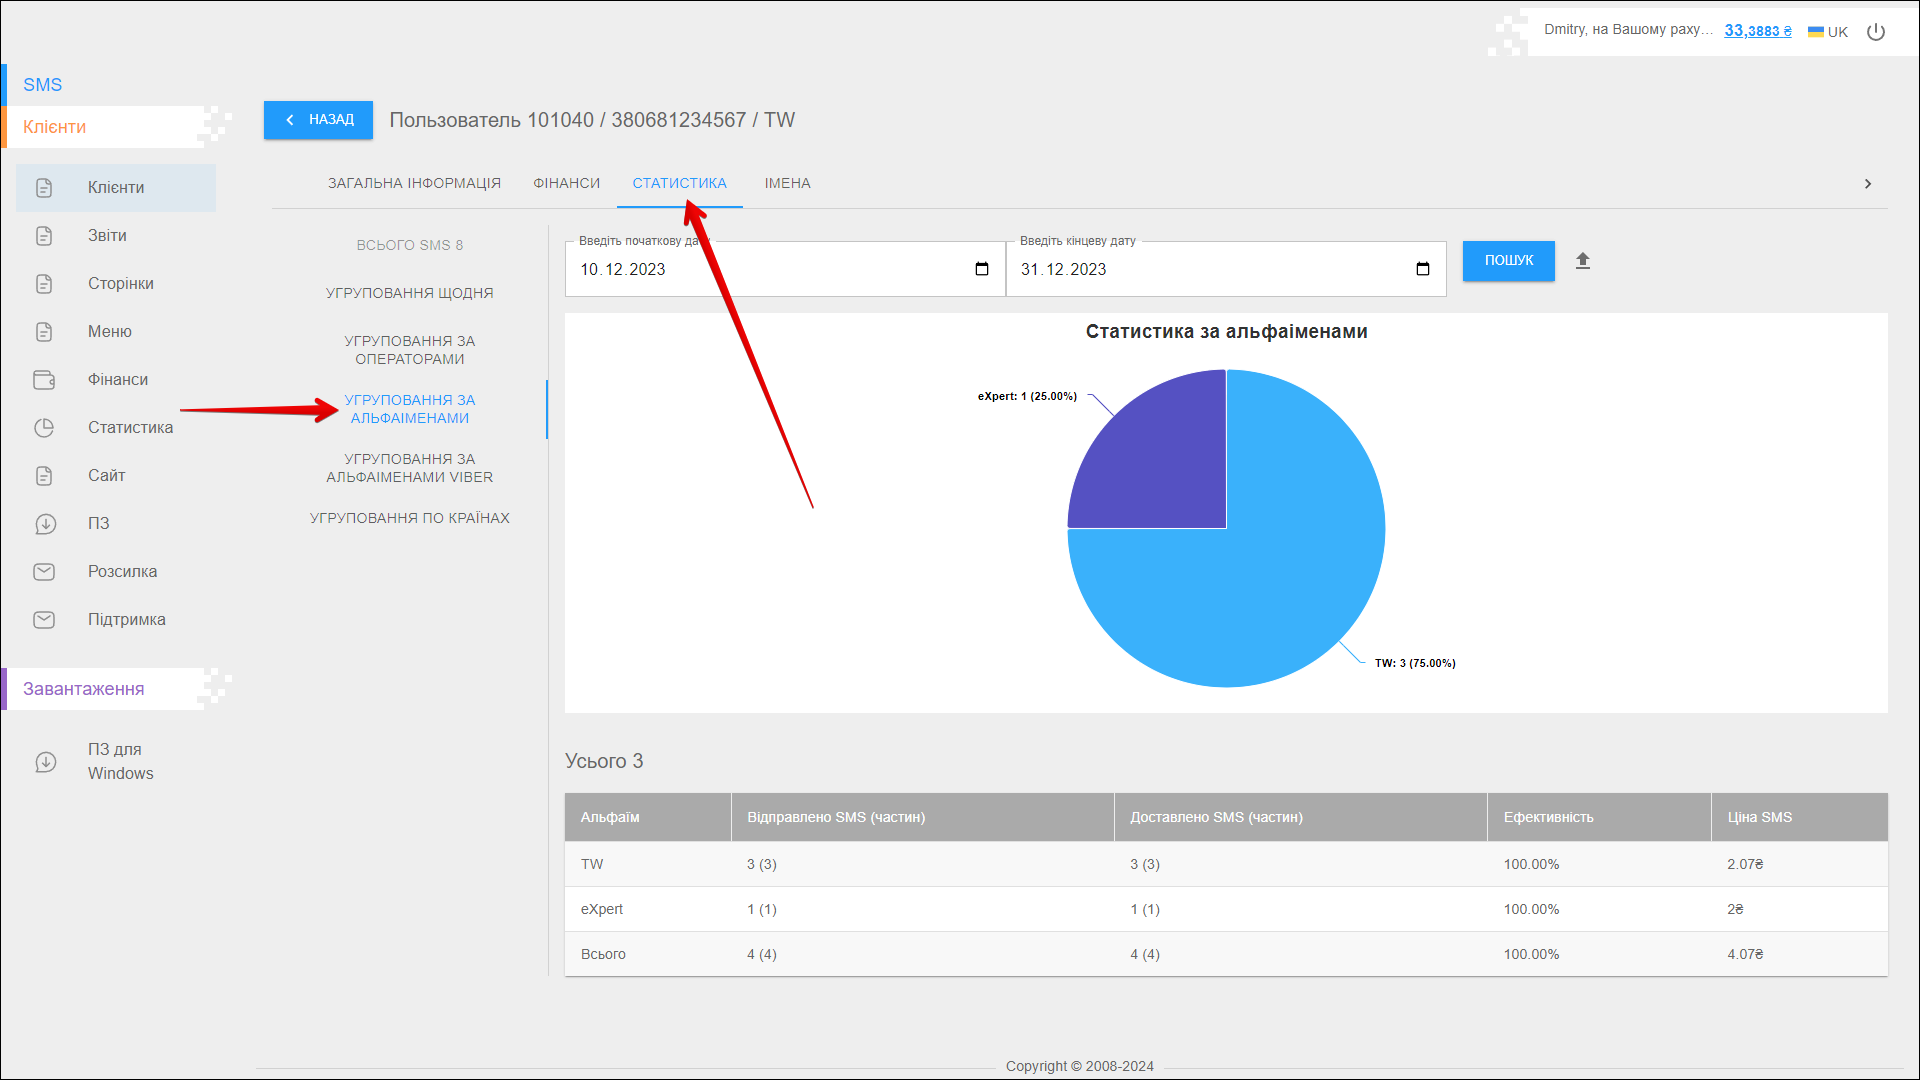 Dmitry, на Вашому раху... 33,3883 ₴ UK
SMS
Клієнти
НАЗАД
Пользователь 101040 / 380681234567 / TW
ЗАГАЛЬНА ІНФОРМАЦІЯ ФІНАНСИ СТАТИСТИКА ІМЕНА
Клієнти
Звіти
Сторінки
Меню
Фінанси
Статистика
Сайт
ПЗ
Розсилка
Підтримка
Завантаження
ПЗ для
Windows
ВСЬОГО SMS 8
УГРУПОВАННЯ ЩОДНЯ
УГРУПОВАННЯ ЗА
ОПЕРАТОРАМИ
УГРУПОВАННЯ ЗА
АЛЬФАІМЕНАМИ
УГРУПОВАННЯ ЗА
АЛЬФАІМЕНАМИ VIBER
УГРУПОВАННЯ ПО КРАЇНАХ
Введіть початкову
10.12.2023
Введіть кінцеву дату
31.12.2023
ПОШУК
Статистика за альфаіменами
eXpert: 1 (25.00%)
TW: 3 (75.00%)
Усього 3
Альфаїм Відправлено SMS (частин) Доставлено SMS (частин) Ефективність Ціна SMS
TW 3 (3) 3 (3) 100.00% 2.07₴
eXpert 1 (1) 1 (1) 100.00% 2₴
Всього 4 (4) 4 (4) 100.00% 4.07₴
Copyright © 2008-2024